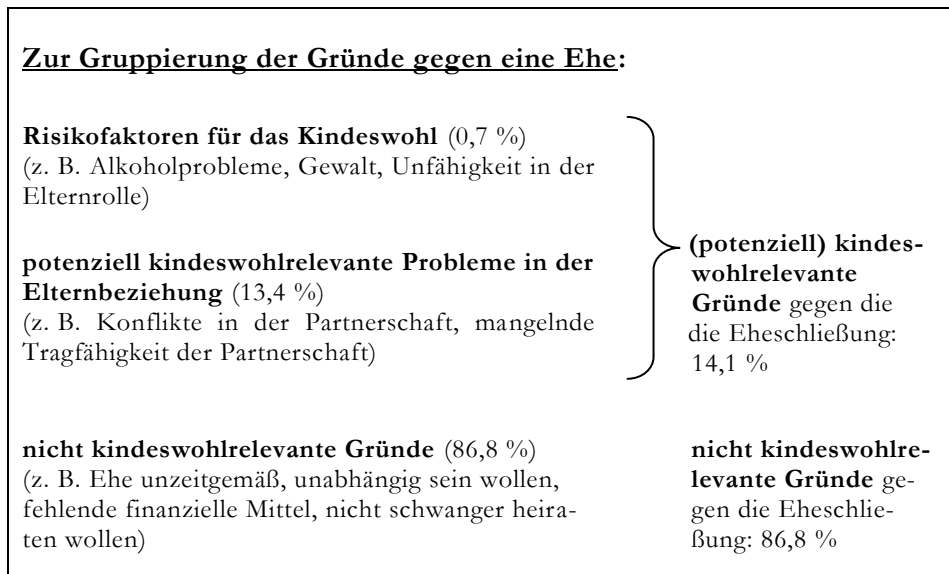 Zur Gruppierung der Gründe gegen eine Ehe:
Risikofaktoren für das Kindeswohl (0,7 %)
(z. B. Alkoholprobleme, Gewalt, Unfähigkeit in der
Elternrolle)
potenziell kindeswohlrelevante Probleme in der
Elternbeziehung (13,4 %)
(z. B. Konflikte in der Partnerschaft, mangelnde
Tragfähigkeit der Partnerschaft)
(potenziell) kindes-
wohlrelevante
Gründe gegen die
die Eheschließung:
14,1 %
nicht kindeswohlrelevante Gründe (86,8 %)
(z. B. Ehe unzeitgemäß, unabhängig sein wollen,
fehlende finanzielle Mittel, nicht schwanger heira-
ten wollen)
nicht kindeswohlre-
levante Gründe ge-
gen die Eheschlie-
ßung: 86,8 %